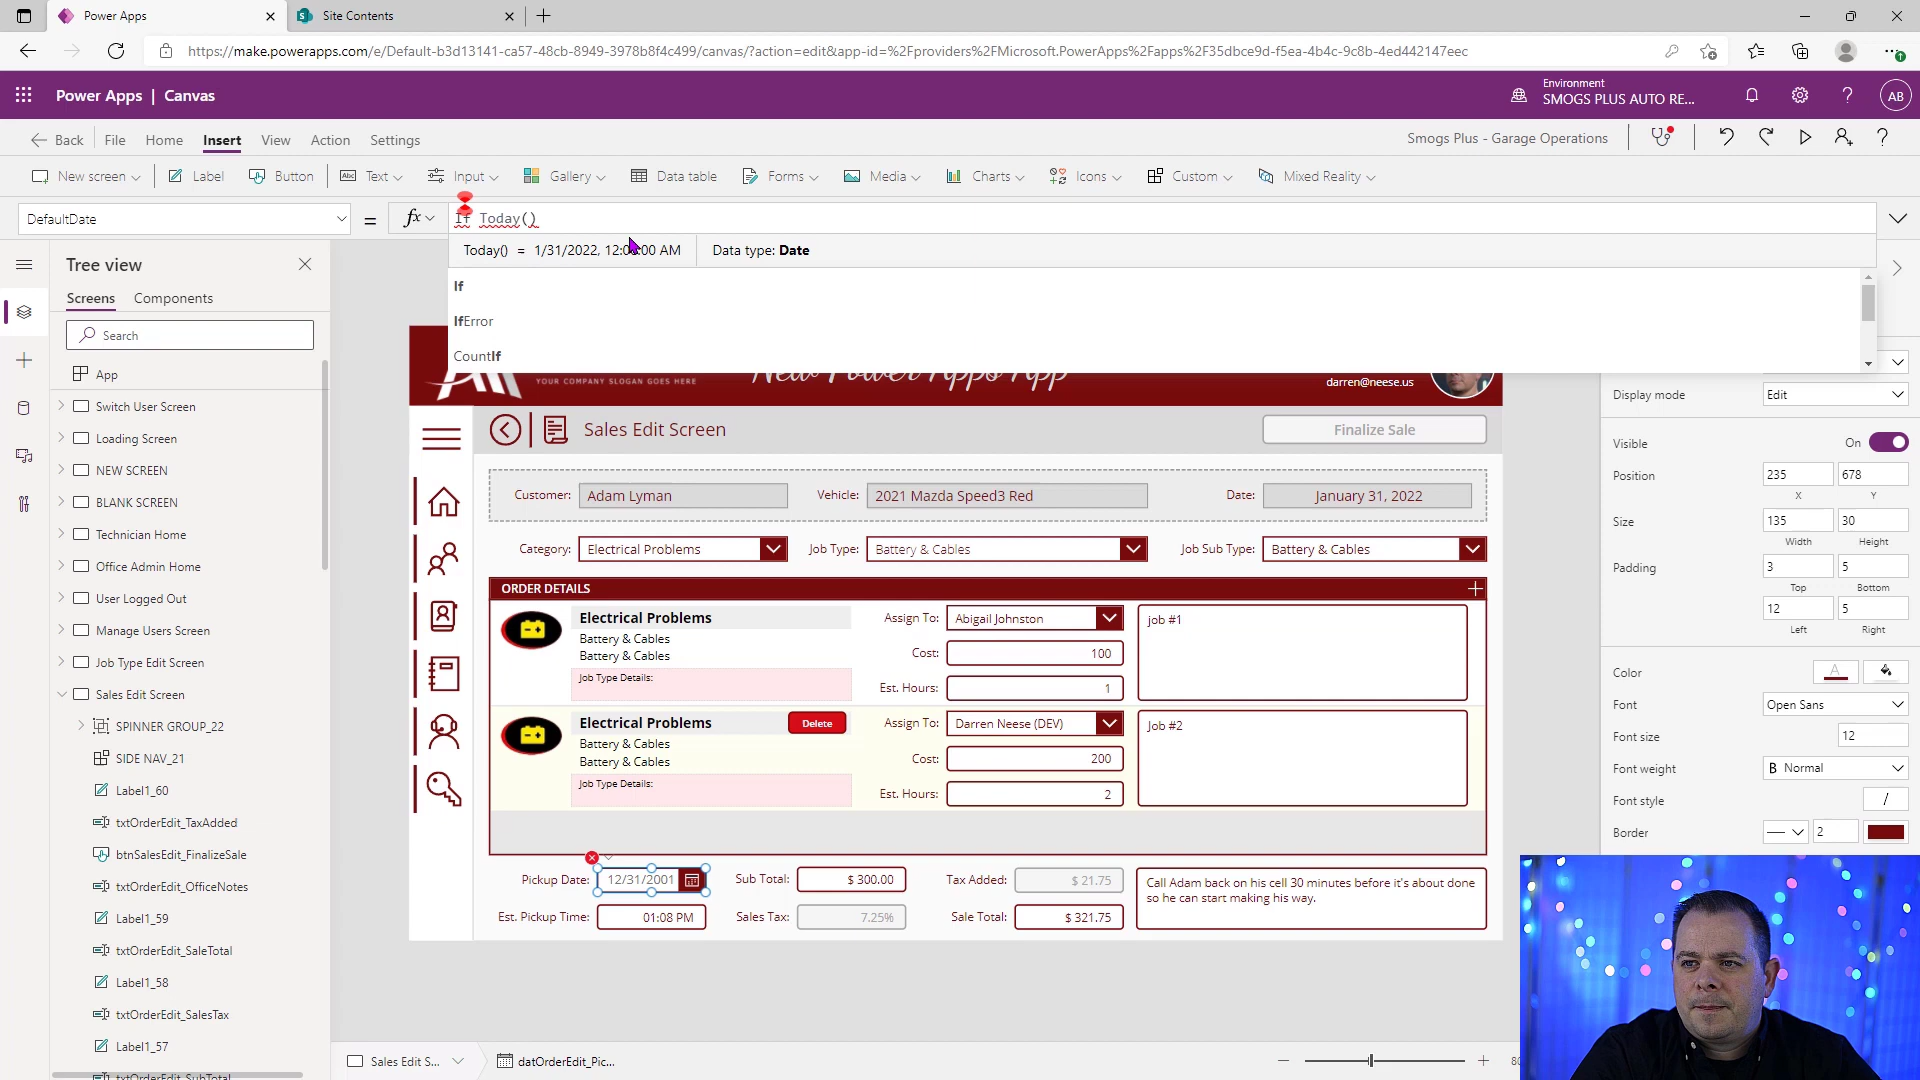 Power Apps
Site Contents
https://make.powerapps.com/e/Default-b3d13141-ca57-48cb-8949-3978b8f4c499/canvas/?action=edit&app-id=%2Fproviders%2FMicrosoft.PowerApps%2Fapps%2F35dbce9d-f5ea-4b4c-9c8b-4ed442147eec
Power Apps | Canvas
Environment
SMOGS PLUS AUTO RE...
AB
Back File Home Insert View Action Settings
Smogs Plus - Garage Operations
New screen Label Button Text Input Gallery Data table Forms Media Charts Icons Custom Mixed Reality
DefaultDate = fx If Today()
Today() = 1/31/2022, 12:00:00 AM Data type: Date
If
IfError
CountIf
Tree view
Screens Components
Search
App
Switch User Screen
Loading Screen
NEW SCREEN
BLANK SCREEN
Technician Home
Office Admin Home
User Logged Out
Manage Users Screen
Job Type Edit Screen
Sales Edit Screen
SPINNER GROUP_22
SIDE NAV_21
Label1_60
txtOrderEdit_TaxAdded
btnSalesEdit_FinalizeSale
txtOrderEdit_OfficeNotes
Label1_59
txtOrderEdit_SaleTotal
Label1_58
txtOrderEdit_SalesTax
Label1_57
txtOrderEdit_SubTotal
YOUR COMPANY SLOGAN GOES HERE
New Power Apps App
darren@neese.us
Sales Edit Screen
Finalize Sale
Customer: Adam Lyman Vehicle: 2021 Mazda Speed3 Red Date: January 31, 2022
Category: Electrical Problems Job Type: Battery & Cables Job Sub Type: Battery & Cables
ORDER DETAILS
Electrical Problems
Battery & Cables
Battery & Cables
Job Type Details:
Assign To: Abigail Johnston
Cost: 100
Est. Hours: 1
job #1
Electrical Problems Delete
Battery & Cables
Battery & Cables
Job Type Details:
Assign To: Darren Neese (DEV)
Cost: 200
Est. Hours: 2
Job #2
Pickup Date: 12/31/2001 Sub Total: $ 300.00 Tax Added: $ 21.75
Est. Pickup Time: 01:08 PM Sales Tax: 7.25% Sale Total: $ 321.75
Call Adam back on his cell 30 minutes before it's about done
so he can start making his way.
Display mode Edit
Visible On
Position 235 678
X Y
Size 135 30
Width Height
Padding 3 5
Top Bottom
12 5
Left Right
Color
Font Open Sans
Font size 12
Font weight B Normal
Font style /
Border 2
Sales Edit S... datOrderEdit_Pic...